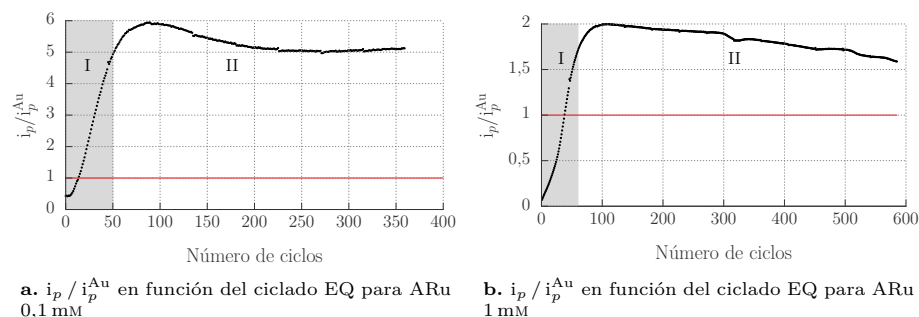 6
5
4
3
2
1
0
0 50 100 150 200 250 300 350 400
I
II
i_p/i_p^Au
Número de ciclos
a. i_p / i_p^Au en función del ciclado EQ para ARu
0,1 mM
2
1,5
1
0,5
0
0 100 200 300 400 500 600
I
II
i_p/i_p^Au
Número de ciclos
b. i_p / i_p^Au en función del ciclado EQ para ARu
1 mM